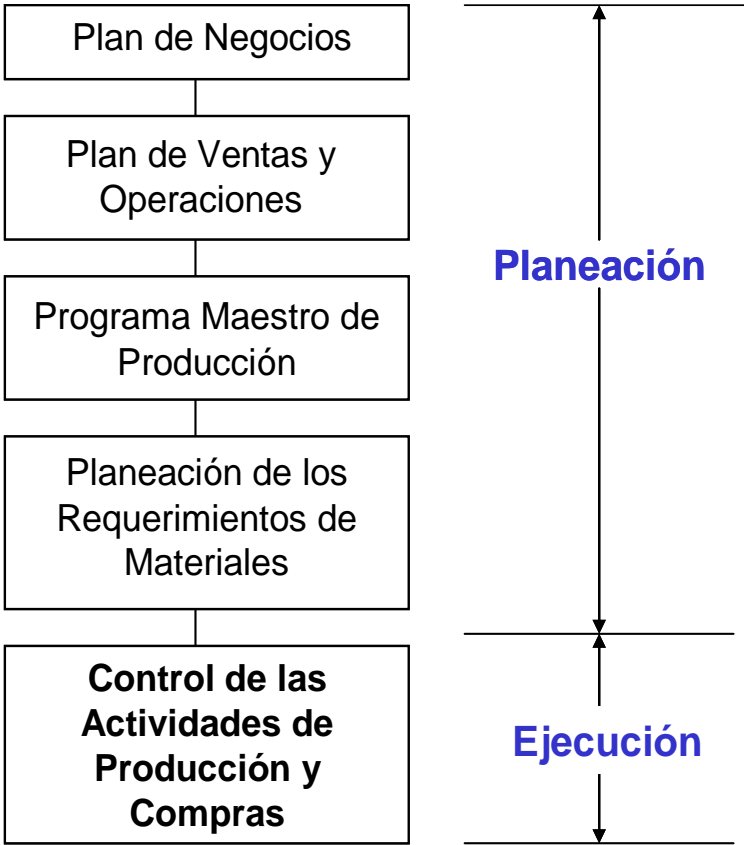 Plan de Negocios
Plan de Ventas y
Operaciones
Programa Maestro de
Producción
Planeación de los
Requerimientos de
Materiales
Control de las
Actividades de
Producción y
Compras
Planeación
Ejecución